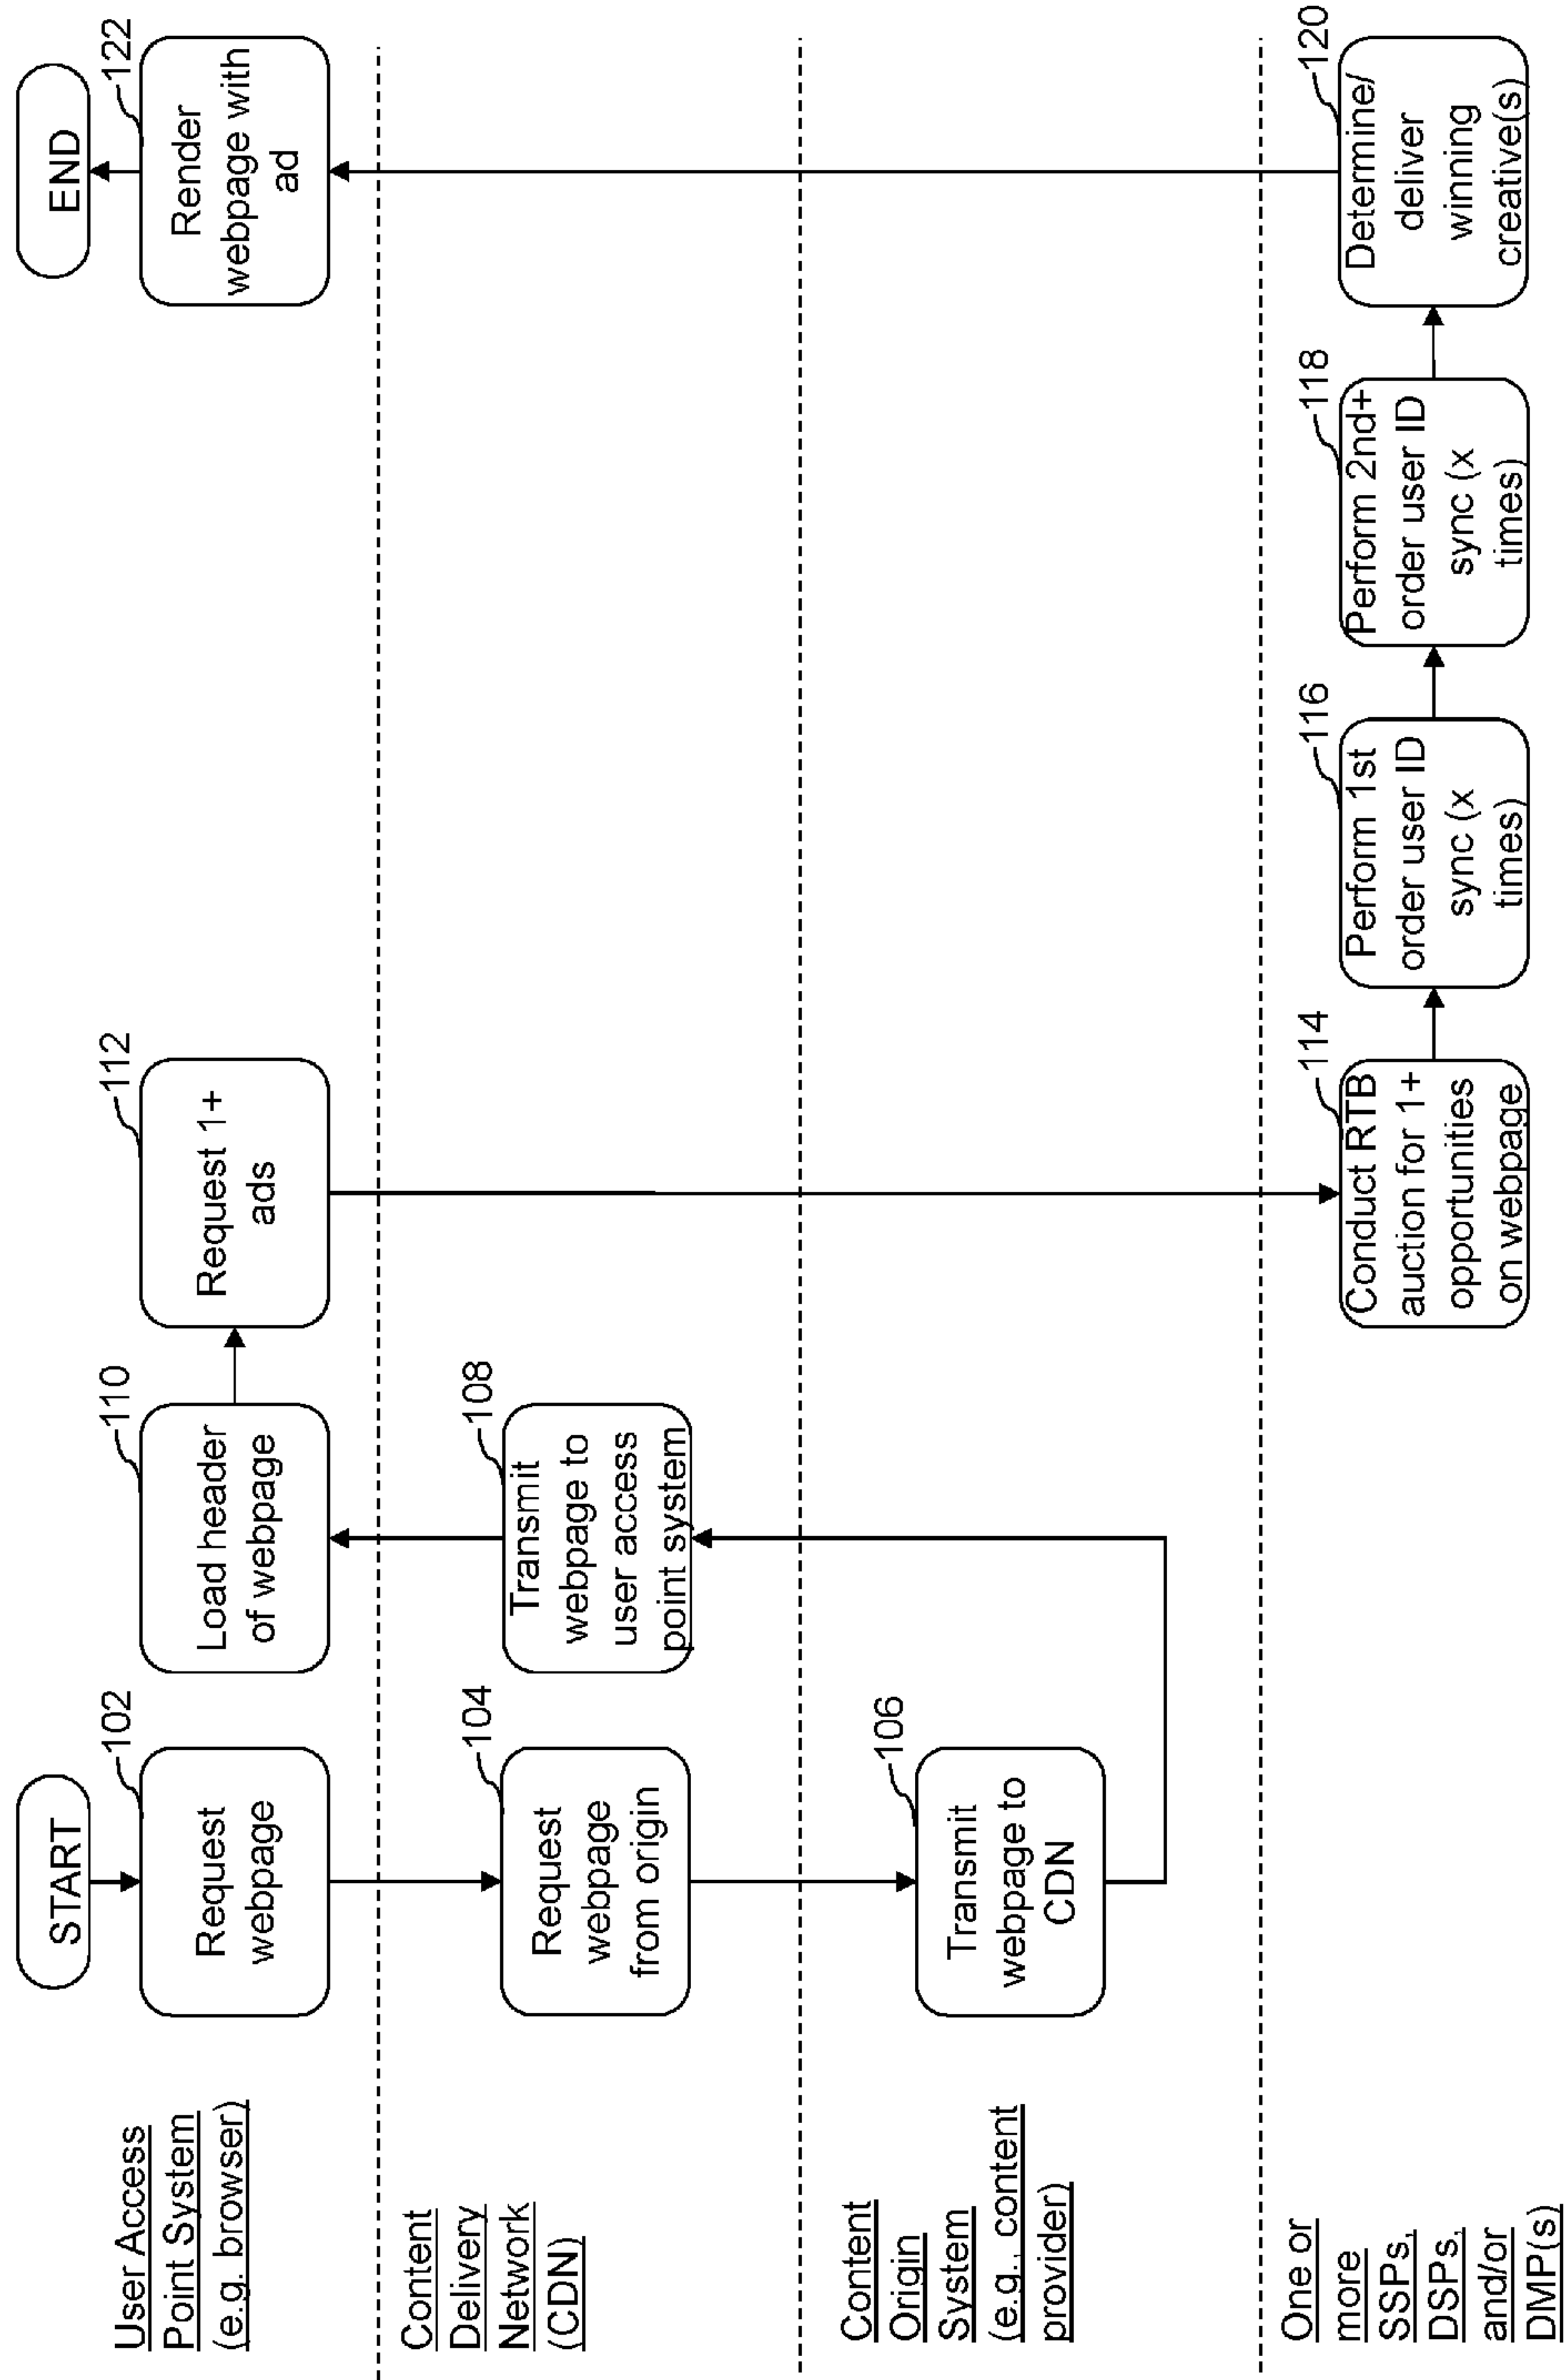 User Access
Point System
(e.g. browser)
START
102
Request
webpage
110
Load header
of webpage
112
Request 1+
ads
END
122
Render
webpage with
ad
Content
Delivery
Network
(CDN)
104
Request
webpage
from origin
108
Transmit
webpage to
user access
point system
Content
Origin
System
(e.g., content
provider)
106
Transmit
webpage to
CDN
One or
more
SSPs,
DSPs,
and/or
DMP(s)
114
Conduct RTB
auction for 1+
opportunities
on webpage
116
Perform 1st
order user ID
sync (x
times)
118
Perform 2nd+
order user ID
sync (x
times)
120
Determine/
deliver
winning
creative(s)